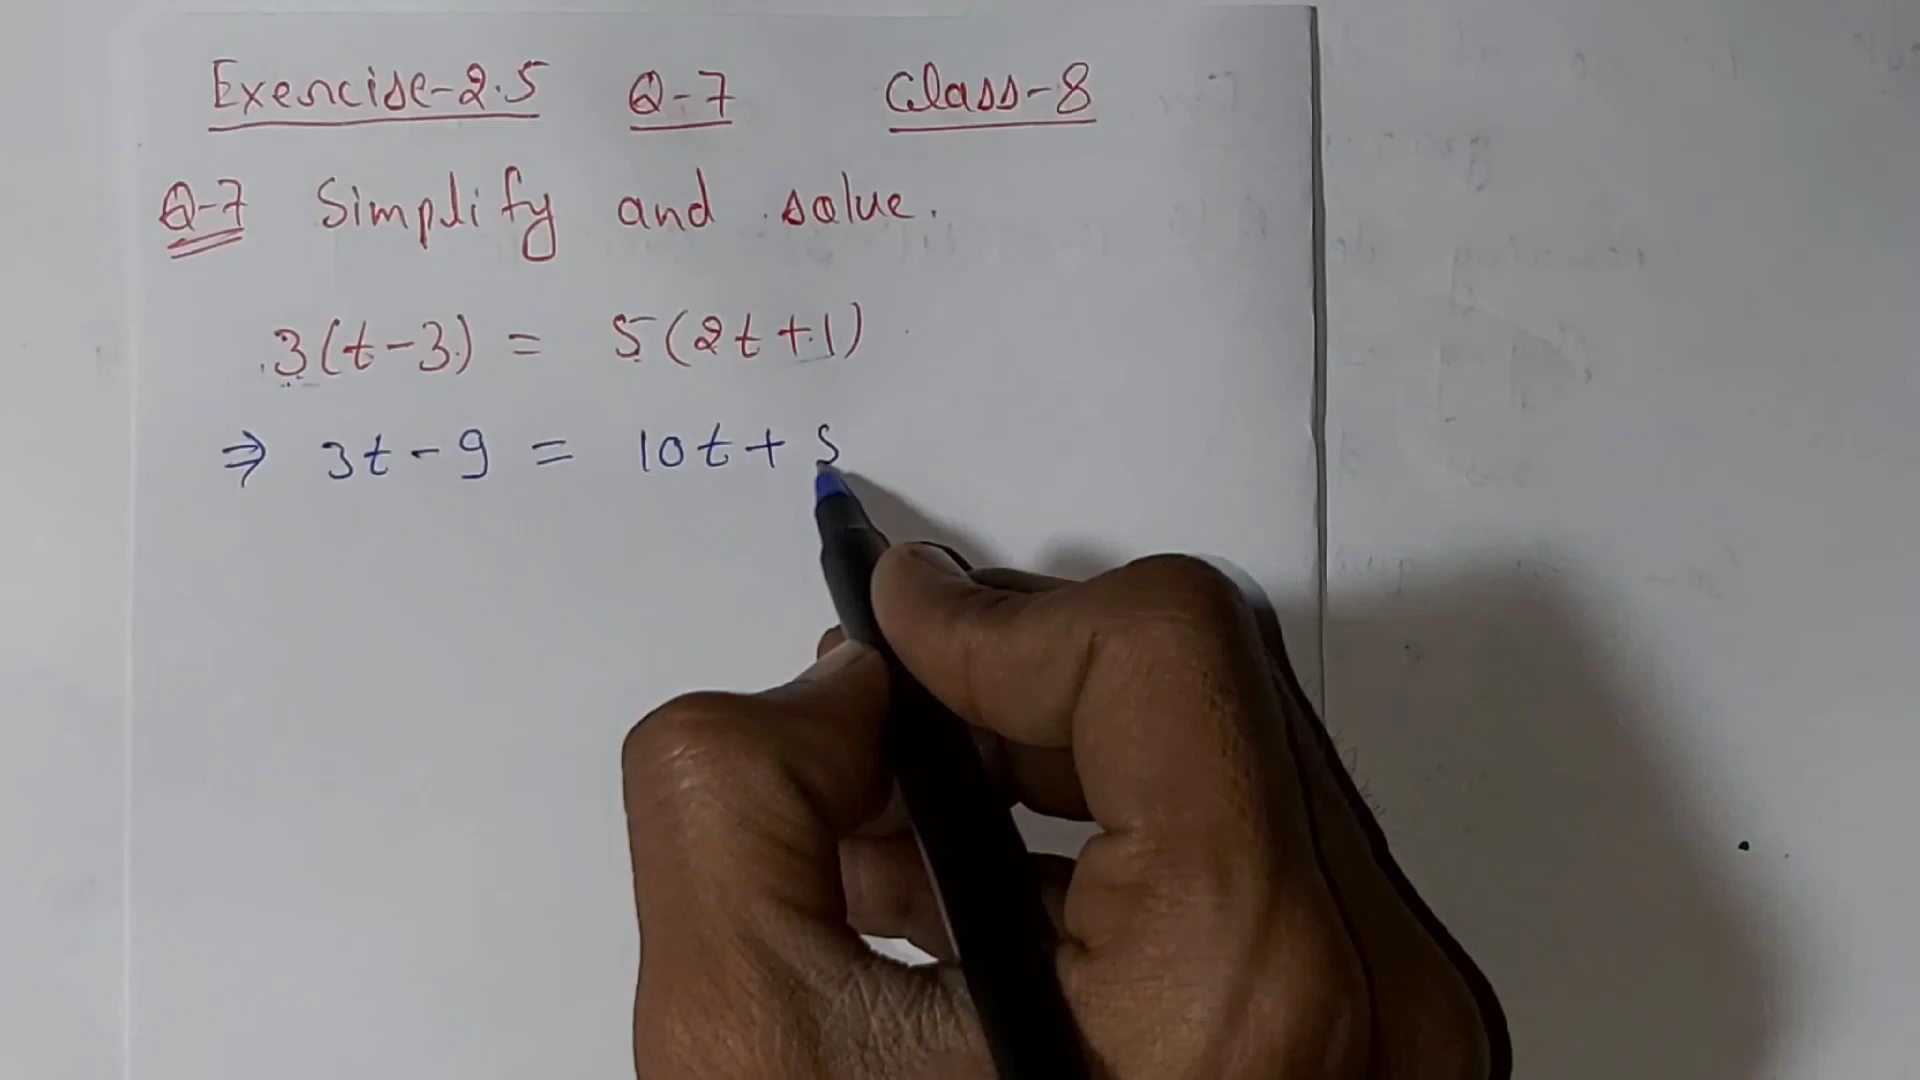 Exercise-2.5 Q-7 Class-8
Q-7 Simplify and solve.
3(t-3) = 5(2t+1)
⇒ 3t - 9 = 10t + 5